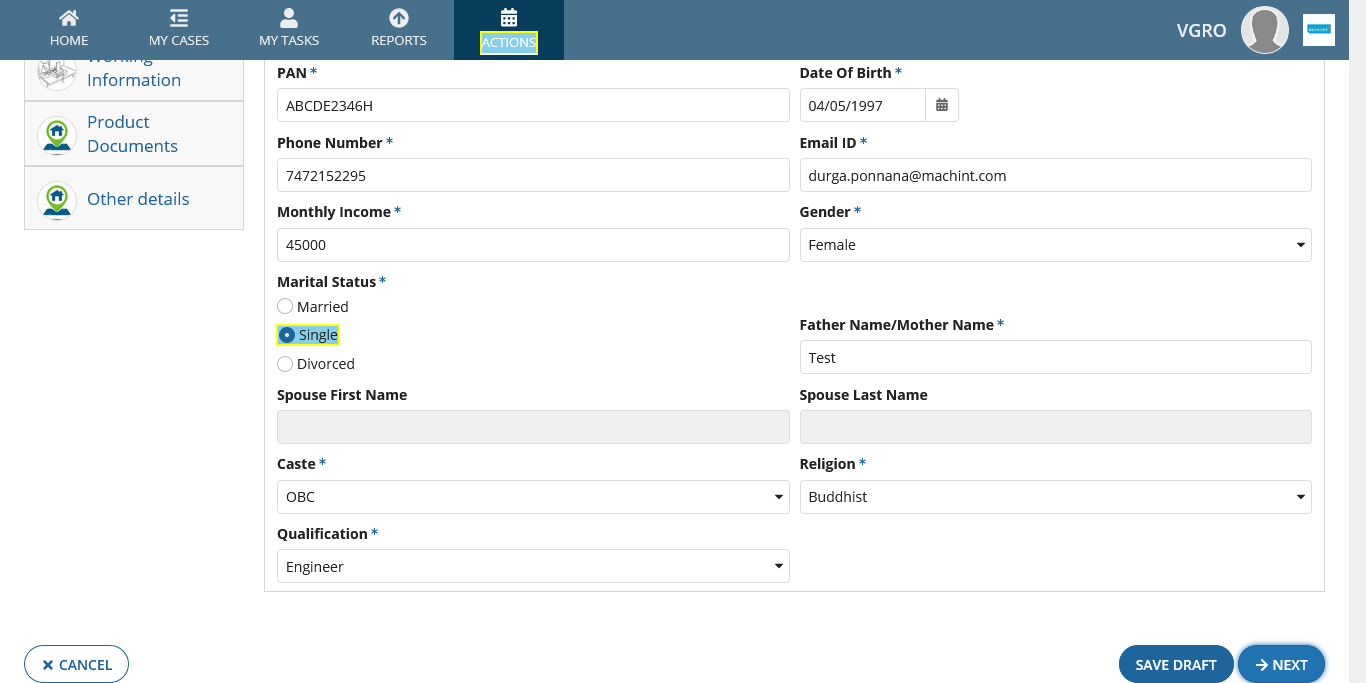 HOME
MY CASES
MY TASKS
REPORTS
ACTIONS
VGRO
Working
Information
Product
Documents
Other details
PAN *
Date Of Birth *
ABCDE2346H
04/05/1997
Phone Number *
Email ID *
7472152295
durga.ponnana@machint.com
Monthly Income *
Gender *
45000
Female
Marital Status *
Married
Single
Divorced
Father Name/Mother Name *
Test
Spouse First Name
Spouse Last Name
Caste *
Religion *
OBC
Buddhist
Qualification *
Engineer
CANCEL
SAVE DRAFT
NEXT